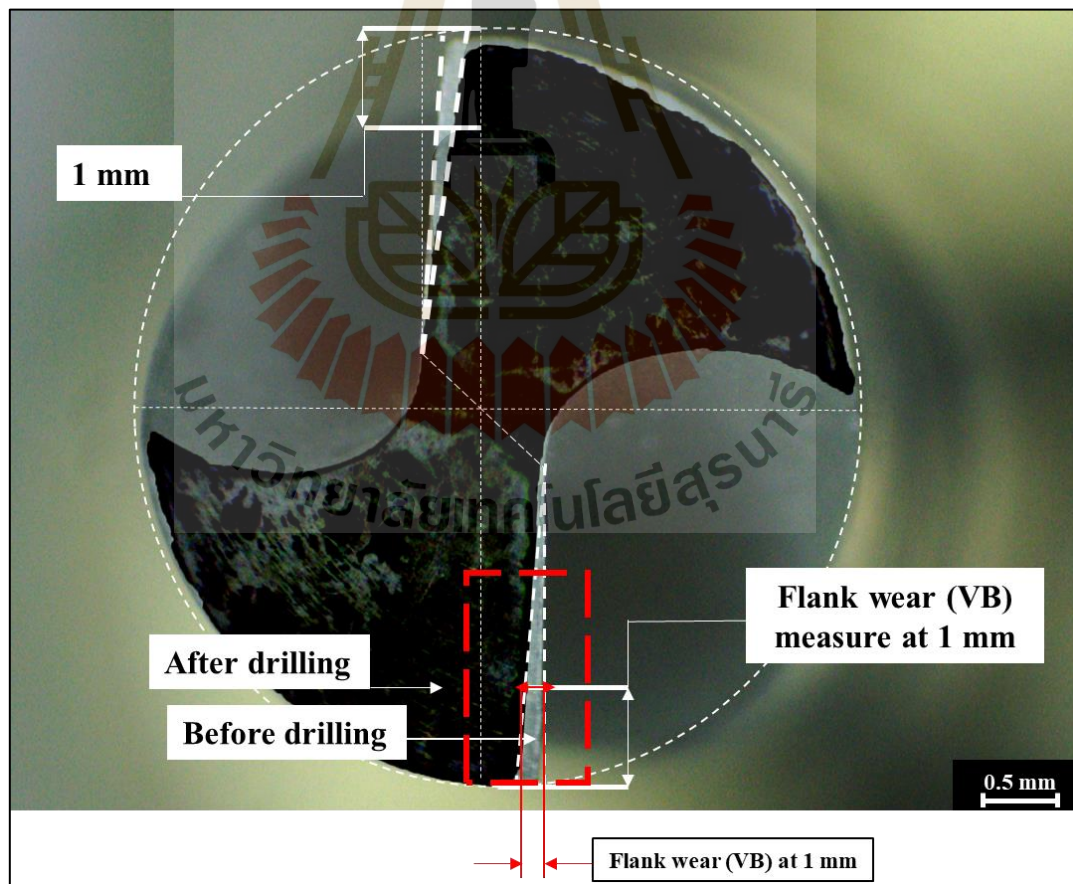 1 mm
มหาวิทยาลัยเทคโนโลยีสุรนารี
Flank wear (VB)
measure at 1 mm
After drilling
Before drilling
0.5 mm
Flank wear (VB) at 1 mm